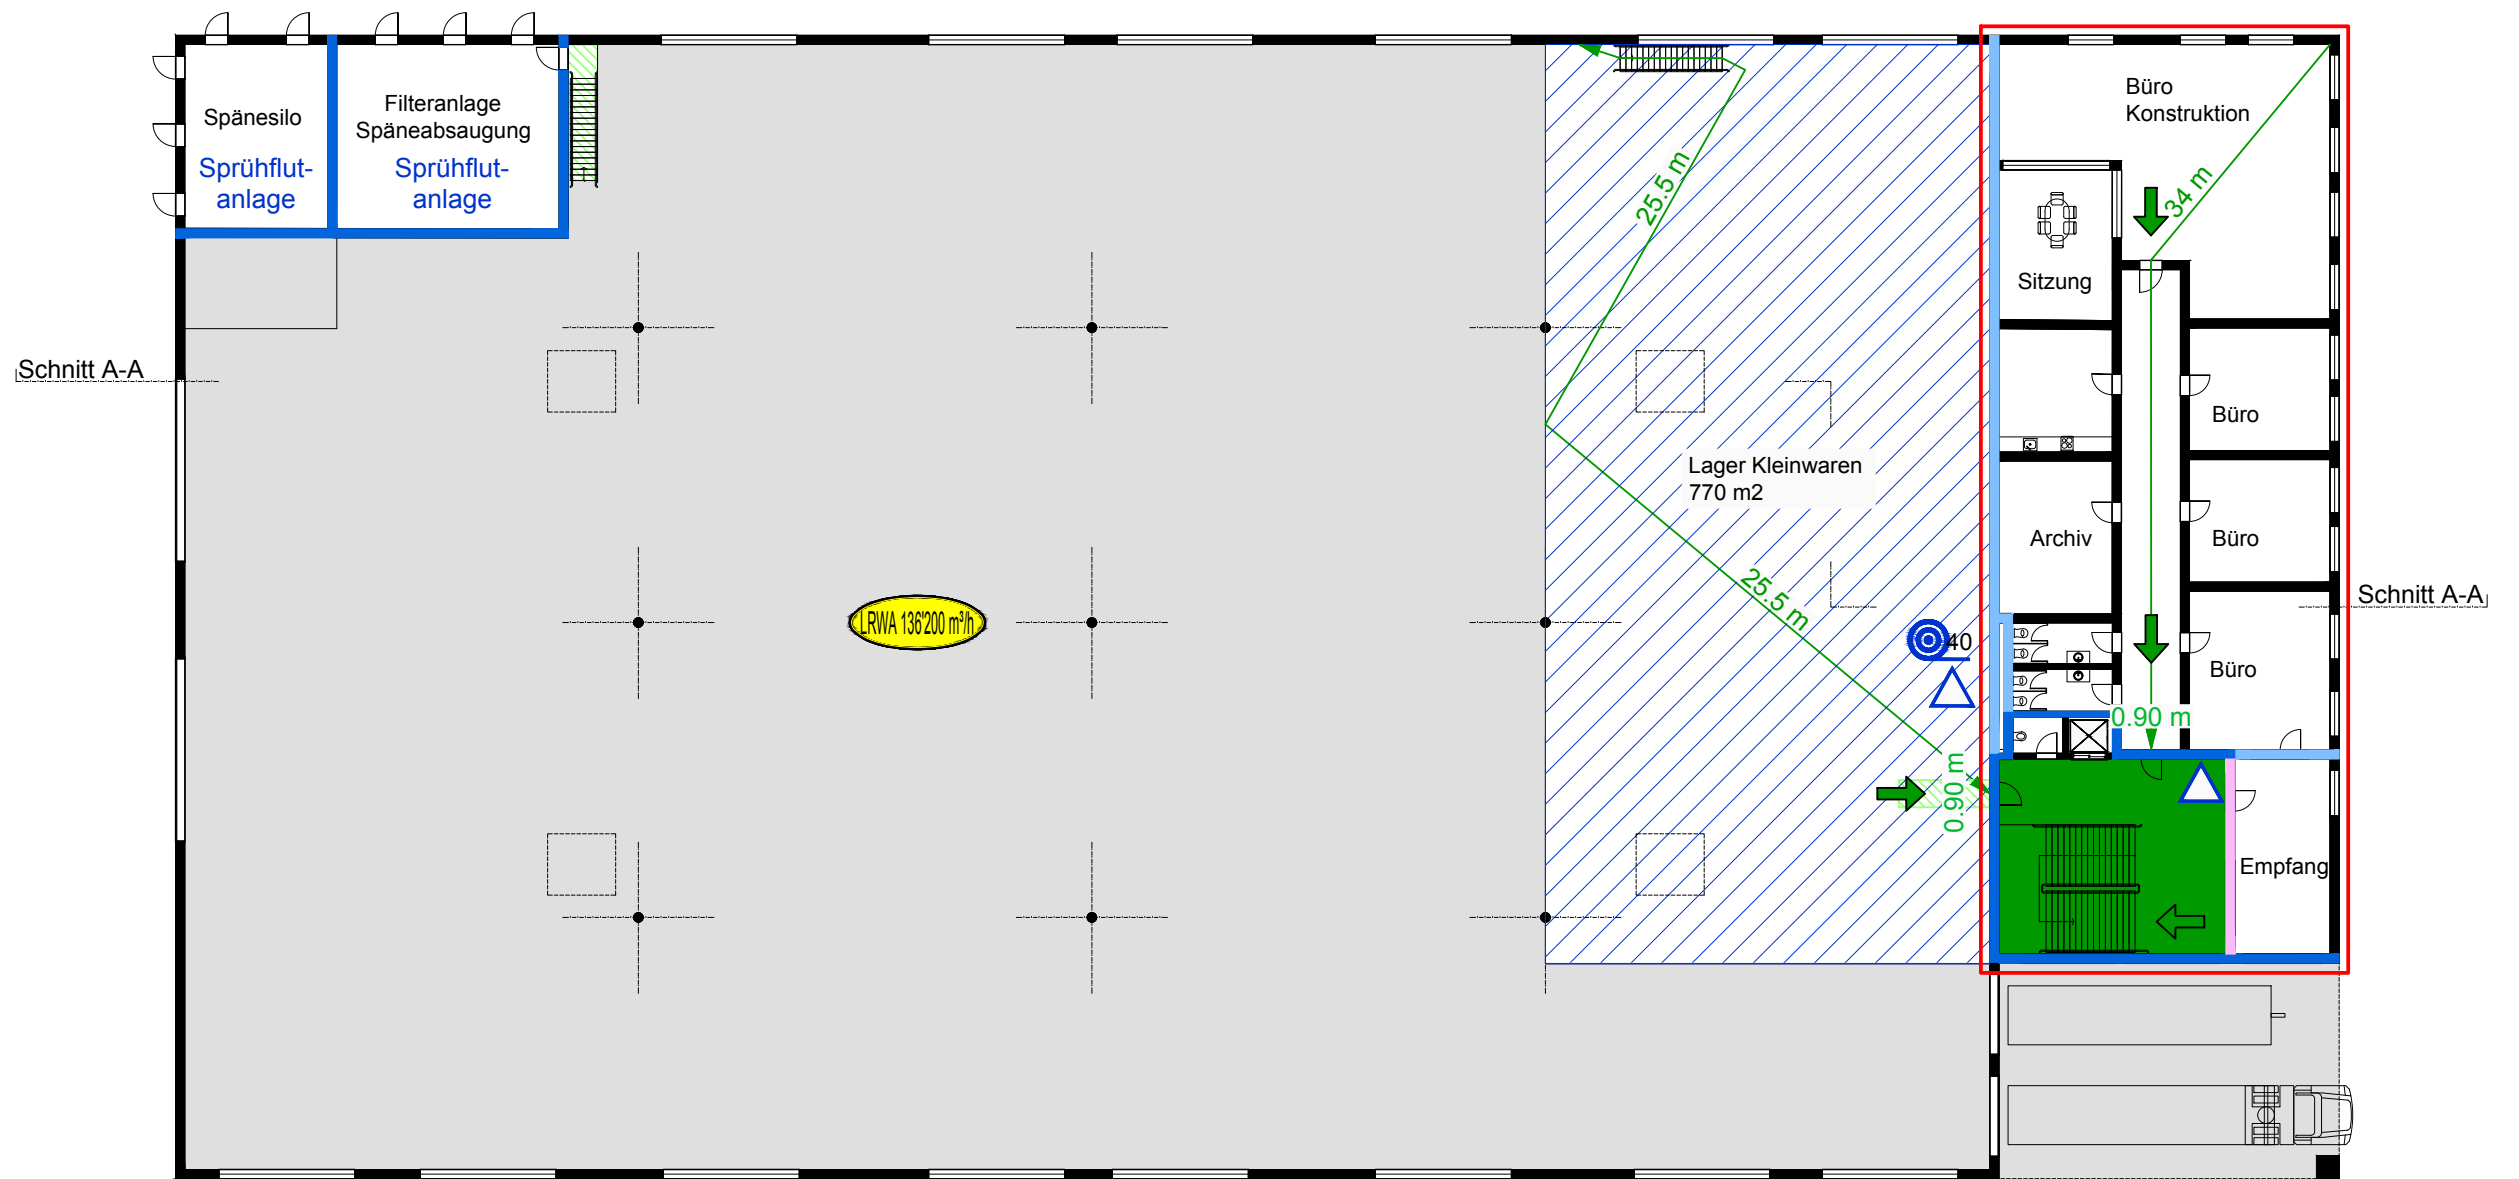 Spänesilo
Sprühflut-
anlage
Filteranlage
Späneabsaugung
Sprühflut-
anlage
Büro
Konstruktion
25.5 m
34 m
Sitzung
Schnitt A-A
Büro
Lager Kleinwaren
770 m2
Archiv
Büro
25.5 m
Schnitt A-A
LRWA 136'200 m³/h
40
Büro
0.90 m
0.90 m
Empfang